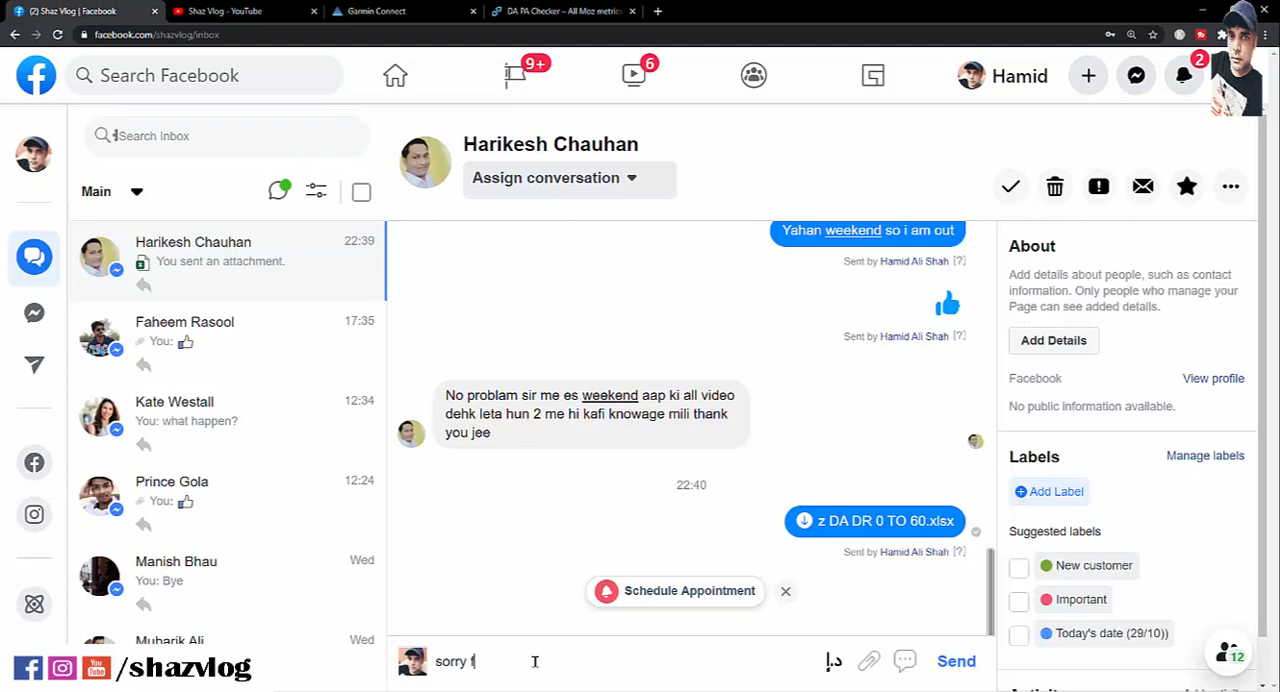 (2) Shaz Vlog | Facebook
Shaz Vlog - YouTube
Garmin Connect
DA PA Checker – All Moz metrics
facebook.com/shazvlog/inbox
Search Facebook
9+
6
Hamid
2
Search Inbox
Main
Harikesh Chauhan
22:39
You sent an attachment.
Faheem Rasool
17:35
You:
Kate Westall
12:34
You: what happen?
Prince Gola
12:24
You:
Manish Bhau
Wed
You: Bye
Mubarik Ali
Wed
Harikesh Chauhan
Assign conversation
Yahan weekend so i am out
Sent by Hamid Ali Shah [?]
Sent by Hamid Ali Shah [?]
No problam sir me es weekend aap ki all video
dehk leta hun 2 me hi kafi knowage mili thank
you jee
22:40
z DA DR 0 TO 60.xlsx
Sent by Hamid Ali Shah [?]
Schedule Appointment
sorry f
د.إ
Send
About
Add details about people, such as contact
information. Only people who manage your
Page can see added details.
Add Details
Facebook
View profile
No public information available.
Labels
Manage labels
Add Label
Suggested labels
New customer
Important
Today's date (29/10))
12
You Tube
/shazvlog